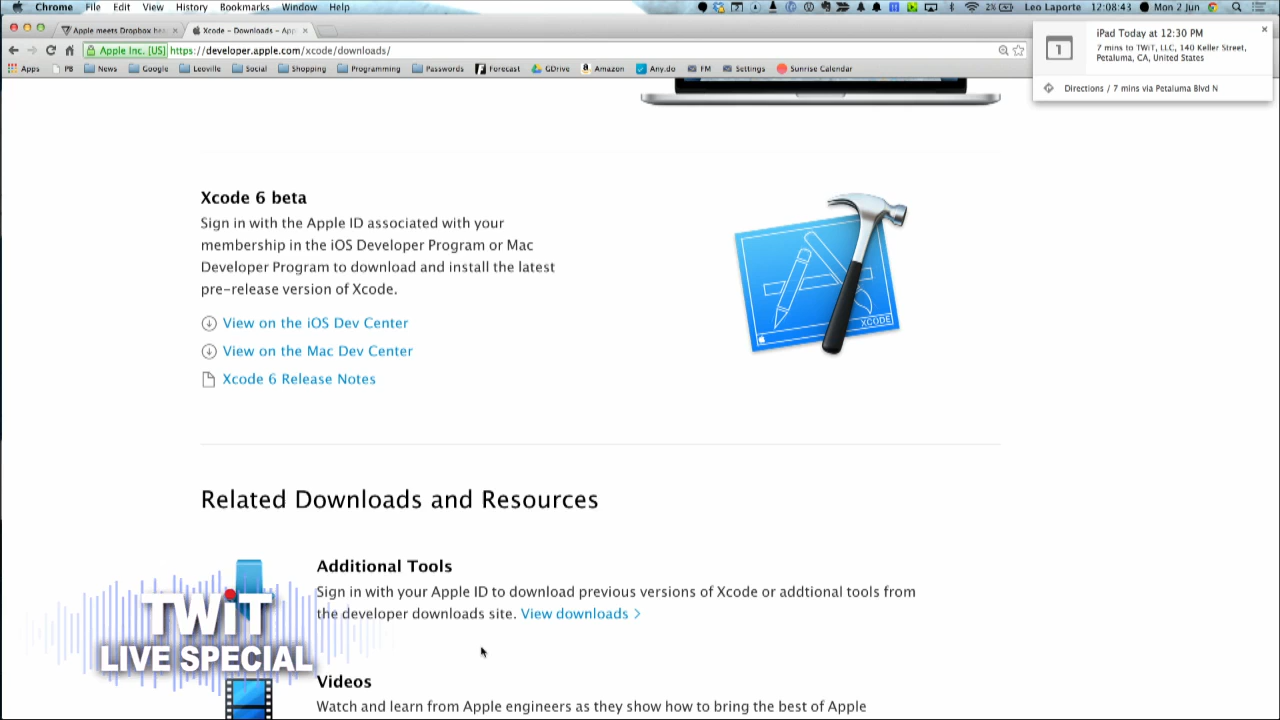 Chrome File Edit View History Bookmarks Window Help 2% Leo Laporte 12:08:43 Mon 2 Jun
Apple meets Dropbox hea Xcode – Downloads – App
Apple Inc. [US] https://developer.apple.com/xcode/downloads/
Apps PB News Google Leoville Social Shopping Programming Passwords Forecast GDrive Amazon Any.do FM Settings Sunrise Calendar
iPad Today at 12:30 PM
1
7 mins to TWiT, LLC, 140 Keller Street,
Petaluma, CA, United States
Directions / 7 mins via Petaluma Blvd N
Xcode 6 beta
Sign in with the Apple ID associated with your
membership in the iOS Developer Program or Mac
Developer Program to download and install the latest
pre-release version of Xcode.
View on the iOS Dev Center
View on the Mac Dev Center
Xcode 6 Release Notes
XCODE
Related Downloads and Resources
Additional Tools
Sign in with your Apple ID to download previous versions of Xcode or addtional tools from
the developer downloads site. View downloads >
TWiT
LIVE SPECIAL
Videos
Watch and learn from Apple engineers as they show how to bring the best of Apple